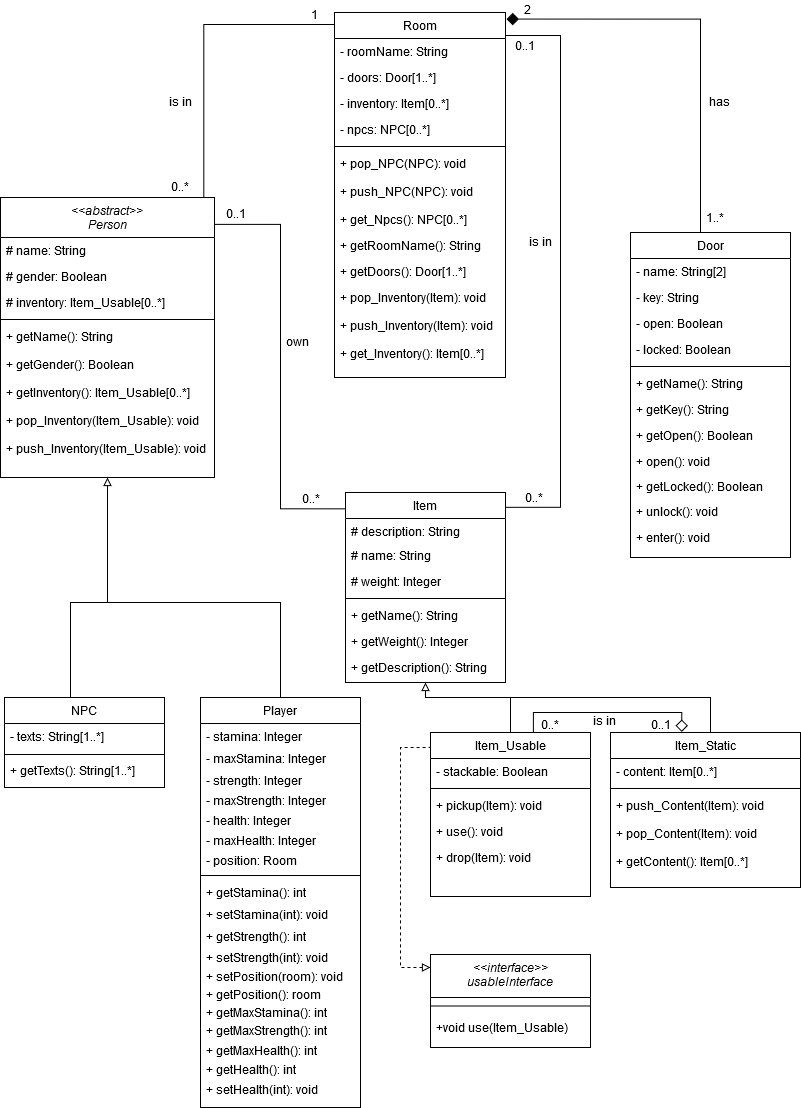 1
2
Room
0..1
- roomName: String
- doors: Door[1..*]
- inventory: Item[0..*]
- npcs: NPC[0..*]
is in
has
+ pop_NPC(NPC): void
+ push_NPC(NPC): void
+ get_Npcs(): NPC[0..*]
+ getRoomName(): String
+ getDoors(): Door[1..*]
+ pop_Inventory(Item): void
+ push_Inventory(Item): void
+ get_Inventory(): Item[0..*]
is in
0..*
0..1
1..*
<<abstract>>
Person
# name: String
# gender: Boolean
# inventory: Item_Usable[0..*]
+ getName(): String
+ getGender(): Boolean
+ getInventory(): Item_Usable[0..*]
+ pop_Inventory(Item_Usable): void
+ push_Inventory(Item_Usable): void
own
Door
- name: String[2]
- key: String
- open: Boolean
- locked: Boolean
+ getName(): String
+ getKey(): String
+ getOpen(): Boolean
+ open(): void
+ getLocked(): Boolean
+ unlock(): void
+ enter(): void
0..*
0..*
Item
# description: String
# name: String
# weight: Integer
+ getName(): String
+ getWeight(): Integer
+ getDescription(): String
NPC
- texts: String[1..*]
+ getTexts(): String[1..*]
Player
- stamina: Integer
- maxStamina: Integer
- strength: Integer
- maxStrength: Integer
- health: Integer
- maxHealth: Integer
- position: Room
+ getStamina(): int
+ setStamina(int): void
+ getStrength(): int
+ setStrength(int): void
+ setPosition(room): void
+ getPosition(): room
+ getMaxStamina(): int
+ getMaxStrength(): int
+ getMaxHealth(): int
+ getHealth(): int
+ setHealth(int): void
0..*
is in
0..1
Item_Usable
- stackable: Boolean
+ pickup(Item): void
+ use(): void
+ drop(Item): void
Item_Static
- content: Item[0..*]
+ push_Content(Item): void
+ pop_Content(Item): void
+ getContent(): Item[0..*]
<<interface>>
usableInterface
+void use(Item_Usable)